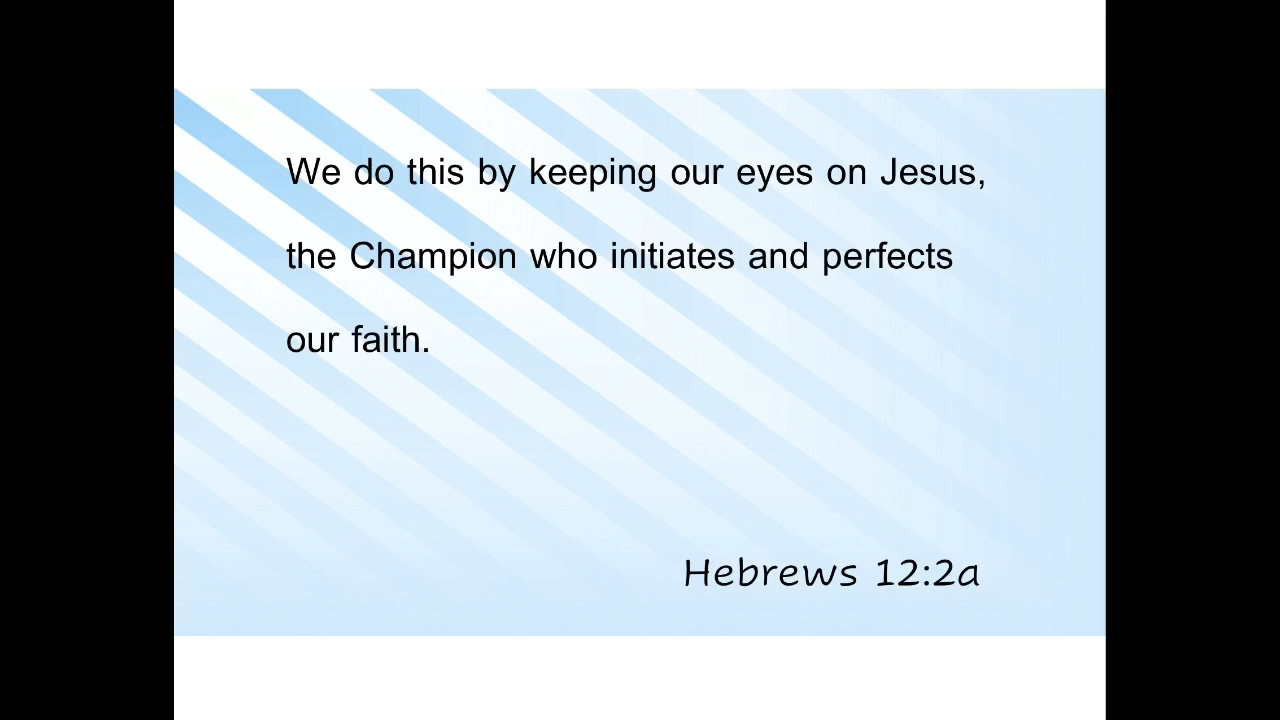 We do this by keeping our eyes on Jesus,
the Champion who initiates and perfects
our faith.
Hebrews 12:2a